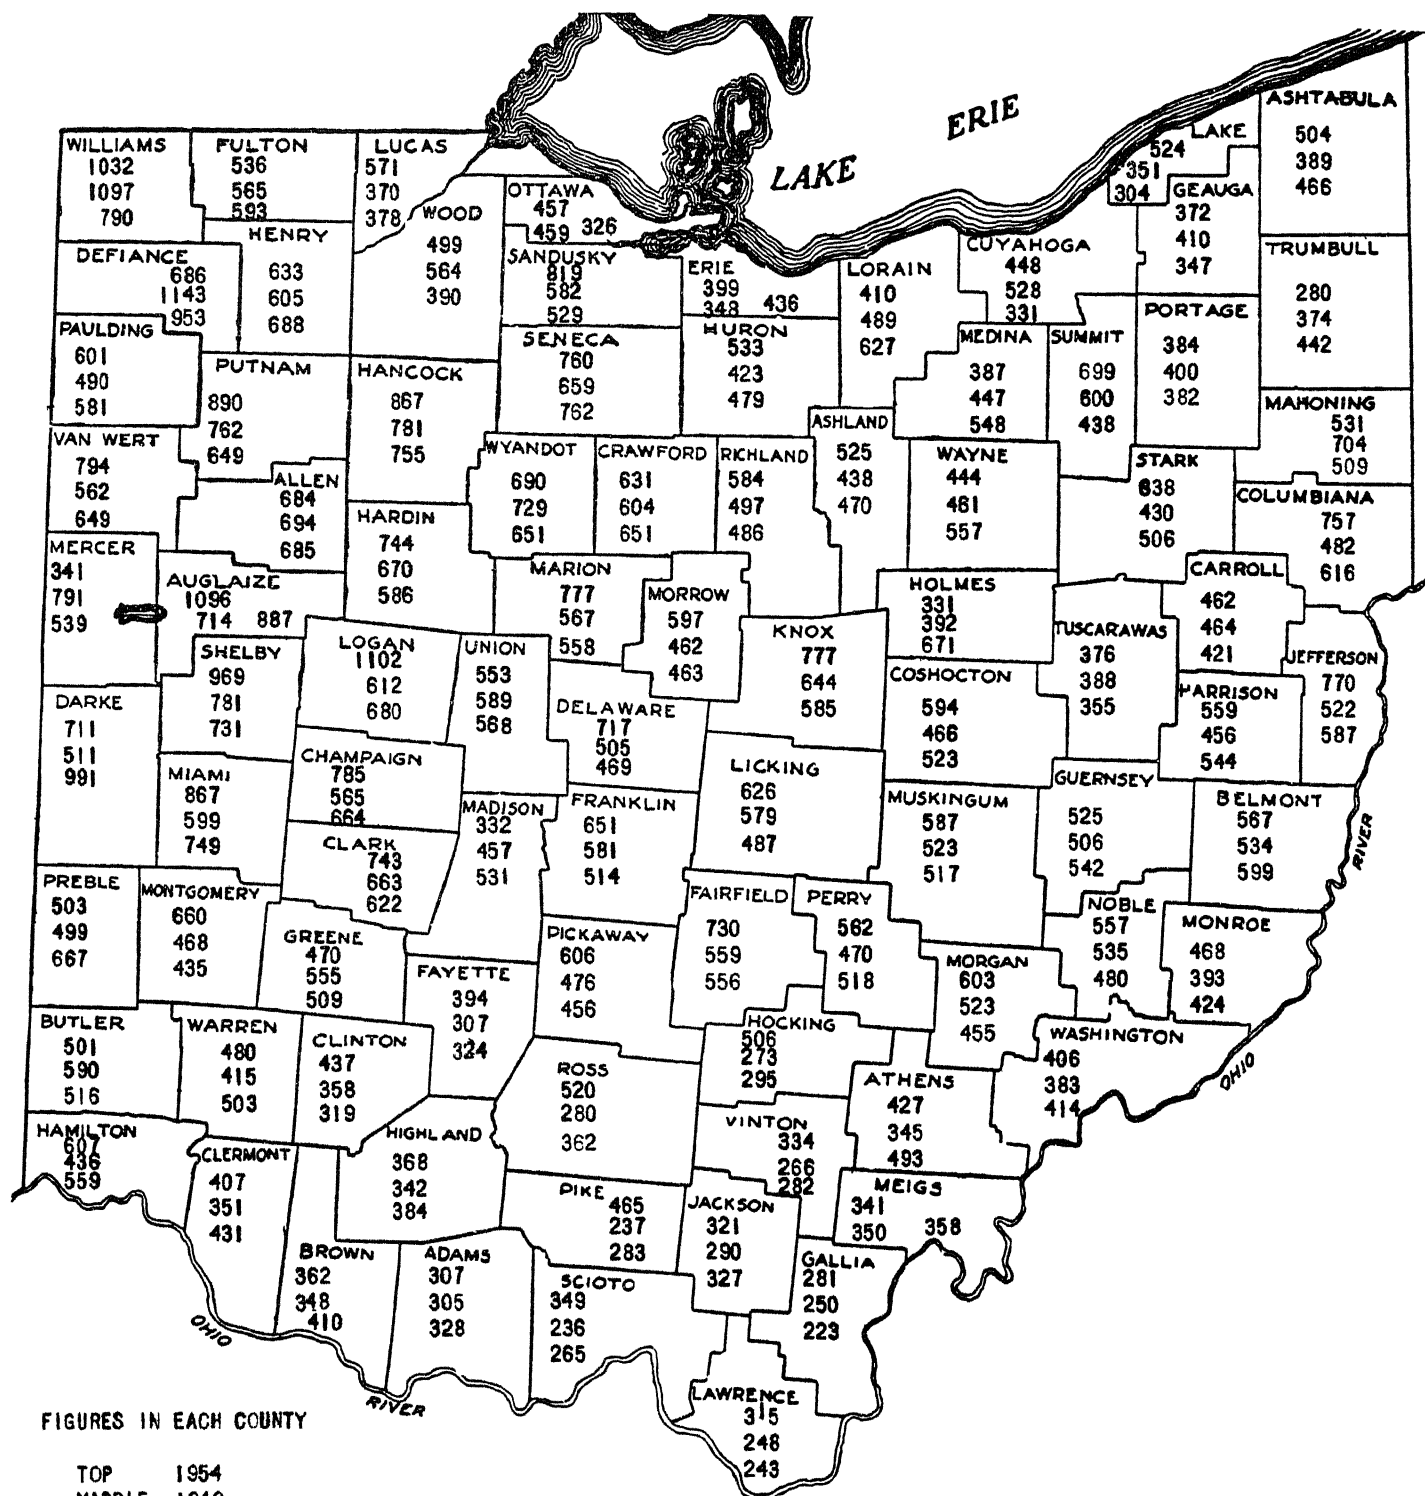 ERIE
LAKE
ASHTABULA
504
389
466
LAKE
524
351
304
GEAUGA
372
410
347
WILLIAMS
1032
1097
790
FULTON
536
565
593
LUCAS
571
370
378
WOOD
499
564
390
OTTAWA
457
459 326
HENRY
633
605
688
DEFIANCE
686
1143
953
SANDUSKY
819
582
529
ERIE
399
348 436
LORAIN
410
489
627
CUYAHOGA
448
528
331
TRUMBULL
280
374
442
PAULDING
601
490
581
PUTNAM
890
762
649
HANCOCK
867
781
755
SENECA
760
659
762
HURON
533
423
479
MEDINA
387
447
548
SUMMIT
699
600
438
PORTAGE
384
400
382
MAHONING
531
704
509
VAN WERT
794
562
649
ALLEN
684
694
685
WYANDOT
690
729
651
CRAWFORD
631
604
651
RICHLAND
584
497
486
ASHLAND
525
438
470
WAYNE
444
461
557
STARK
638
430
506
COLUMBIANA
757
482
616
MERCER
341
791
539
AUGLAIZE
1096
714 887
HARDIN
744
670
586
MARION
777
567
558
MORROW
597
462
463
KNOX
777
644
585
HOLMES
331
392
671
TUSCARAWAS
376
388
355
CARROLL
462
464
421
JEFFERSON
770
522
587
SHELBY
969
781
731
LOGAN
1102
612
680
UNION
553
589
568
DELAWARE
717
505
469
COSHOCTON
594
466
523
HARRISON
559
456
544
DARKE
711
511
991
MIAMI
867
599
749
CHAMPAIGN
785
565
664
CLARK
743
663
622
MADISON
332
457
531
FRANKLIN
651
581
514
LICKING
626
579
487
MUSKINGUM
587
523
517
GUERNSEY
525
506
542
BELMONT
567
534
599
RIVER
PREBLE
503
499
667
MONTGOMERY
660
468
435
GREENE
470
555
509
FAYETTE
394
307
324
PICKAWAY
606
476
456
FAIRFIELD
730
559
556
PERRY
562
470
518
MORGAN
603
523
455
NOBLE
557
535
480
MONROE
468
393
424
BUTLER
501
590
516
WARREN
480
415
503
CLINTON
437
358
319
HIGHLAND
368
342
384
ROSS
520
280
362
HOCKING
506
273
295
ATHENS
427
345
493
WASHINGTON
406
383
414
OHIO
HAMILTON
607
436
559
CLERMONT
407
351
431
BROWN
362
348
410
ADAMS
307
305
328
PIKE
465
237
283
VINTON
334
266
282
MEIGS
341
350 358
JACKSON
321
290
327
GALLIA
281
250
223
SCIOTO
349
236
265
LAWRENCE
315
248
243
OHIO
RIVER
FIGURES IN EACH COUNTY
TOP 1954